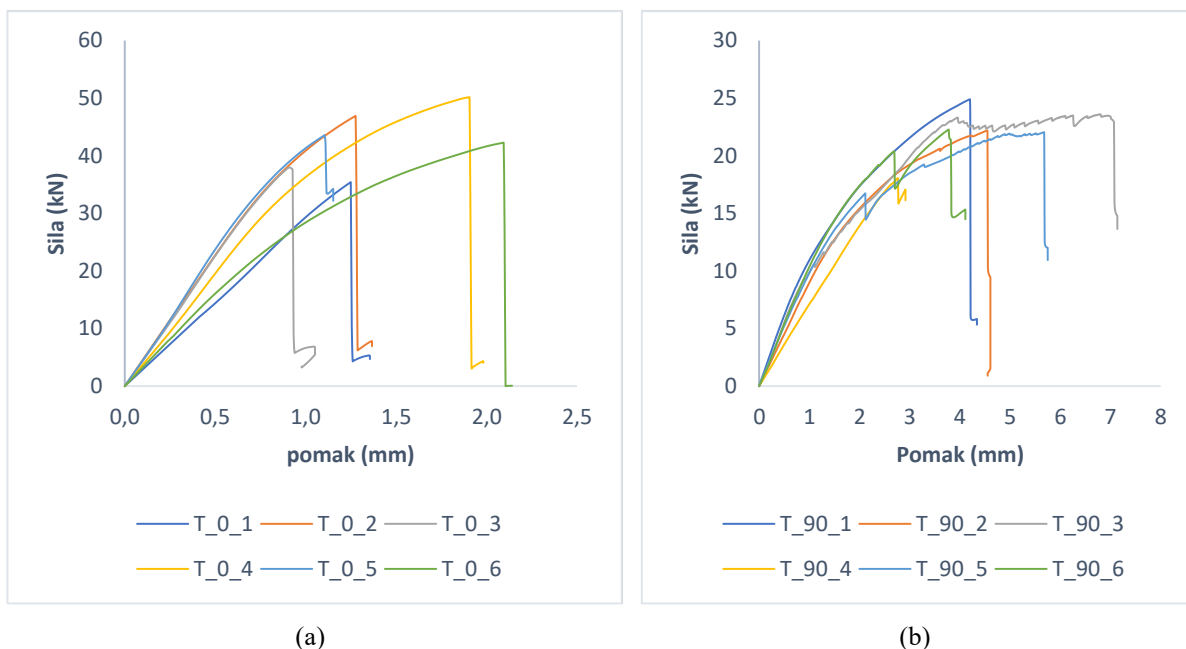 60
50
40
30
20
10
0
Sila (kN)
0,0 0,5 1,0 1,5 2,0 2,5
pomak (mm)
T_0_1 T_0_2 T_0_3
T_0_4 T_0_5 T_0_6
(a)
30
25
20
15
10
5
0
Sila (kN)
0 1 2 3 4 5 6 7 8
Pomak (mm)
T_90_1 T_90_2 T_90_3
T_90_4 T_90_5 T_90_6
(b)